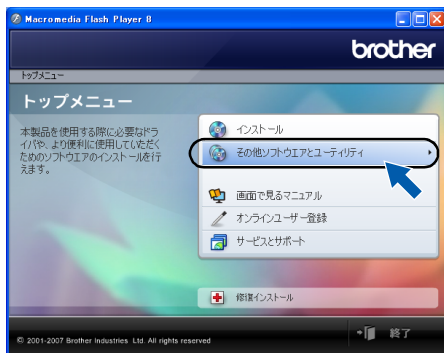 Macromedia Flash Player 8
brother
トップメニュー
トップメニュー
本製品を使用する際に必要なドラ
イバや、より便利に使用していただく
ためのソフトウエアのインストールを行
えます。
インストール
その他ソフトウエアとユーティリティ
画面で見るマニュアル
オンラインユーザー登録
サービスとサポート
修復インストール
© 2001-2007 Brother Industries Ltd. All rights reserved
終了